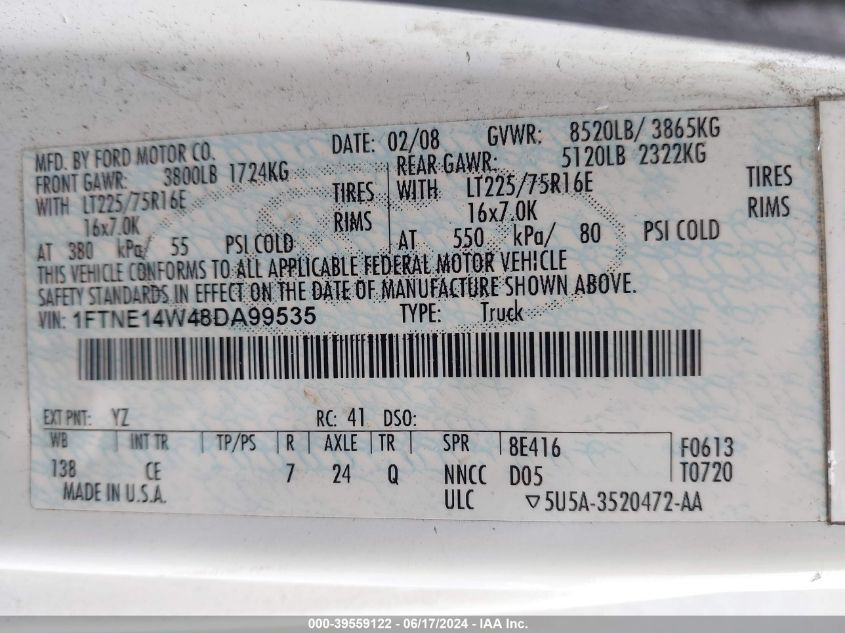 MFD. BY FORD MOTOR CO. DATE: 02/08 GVWR: 8520LB/ 3865KG
FRONT GAWR: 3800LB 1724KG REAR GAWR: 5120LB 2322KG
WITH LT225/75R16E TIRES WITH LT225/75R16E TIRES
16x7.0K RIMS 16x7.0K RIMS
AT 380 kPa/ 55 PSI COLD AT 550 kPa/ 80 PSI COLD
THIS VEHICLE CONFORMS TO ALL APPLICABLE FEDERAL MOTOR VEHICLE
SAFETY STANDARDS IN EFFECT ON THE DATE OF MANUFACTURE SHOWN ABOVE.
VIN: 1FTNE14W48DA99535 TYPE: Truck
EXT PNT: YZ RC: 41 DSO:
WB INT TR TP/PS R AXLE TR SPR 8E416 F0613
138 CE 7 24 Q NNCC D05 T0720
MADE IN U.S.A. ULC ▽5U5A-3520472-AA
000-39559122 - 06/17/2024 - IAA Inc.